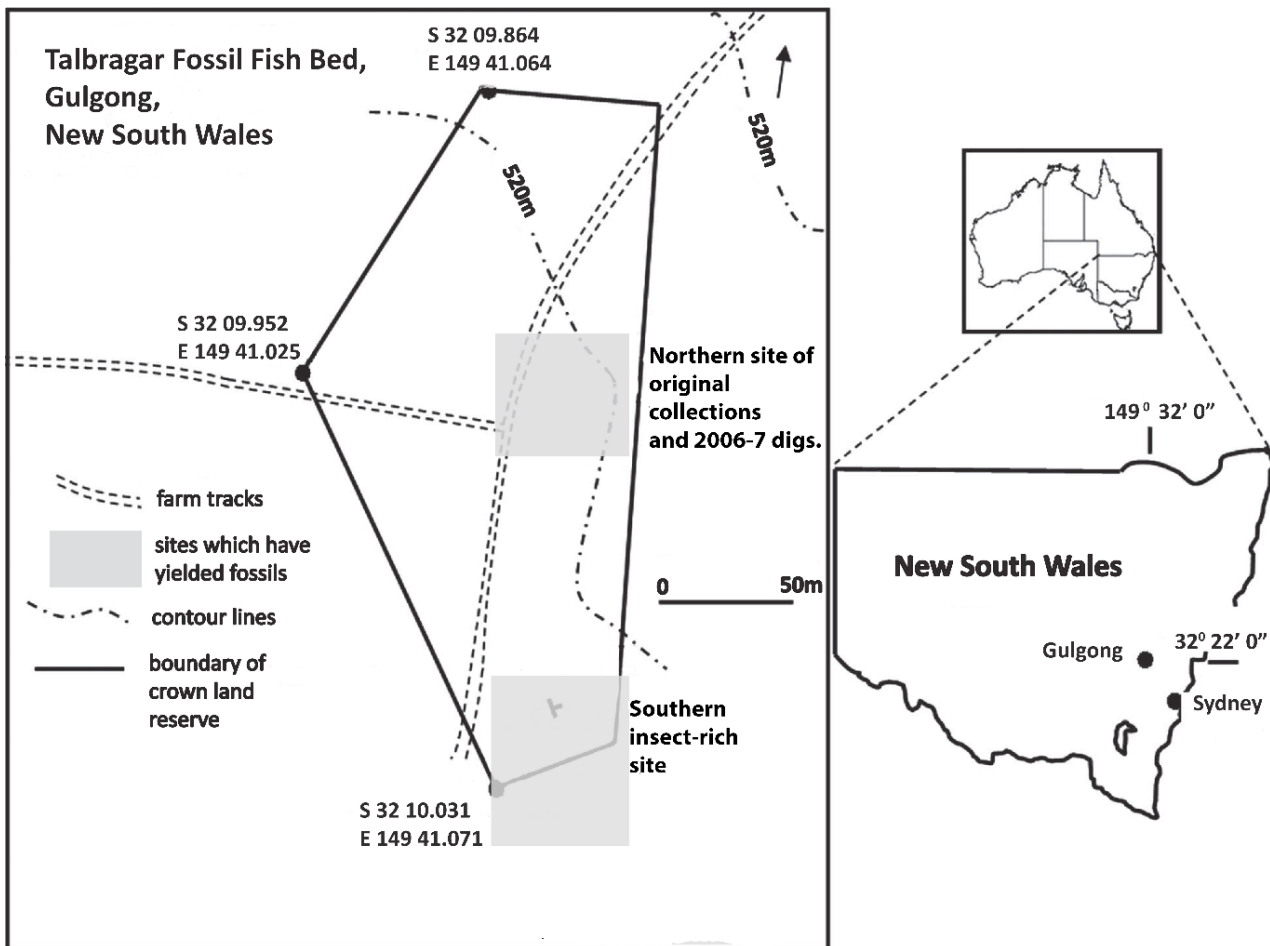 Talbragar Fossil Fish Bed,
Gulgong,
New South Wales
S 32 09.864
E 149 41.064
520m
520m
S 32 09.952
E 149 41.025
Northern site of
original
collections
and 2006-7 digs.
farm tracks
sites which have
yielded fossils
contour lines
boundary of
crown land
reserve
0 50m
Southern
insect-rich
site
S 32 10.031
E 149 41.071
149⁰ 32’ 0”
New South Wales
Gulgong
32⁰ 22’ 0”
Sydney